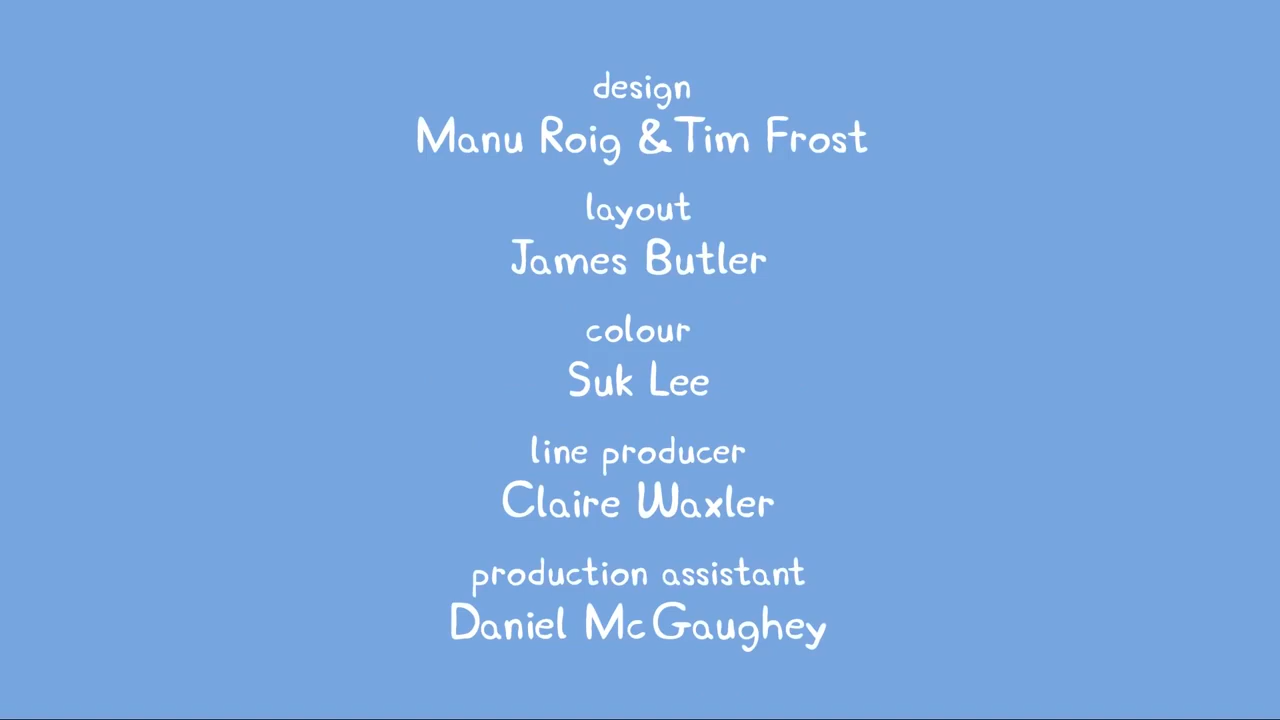 design
Manu Roig & Tim Frost
layout
James Butler
colour
Suk Lee
line producer
Claire Waxler
production assistant
Daniel McGaughey